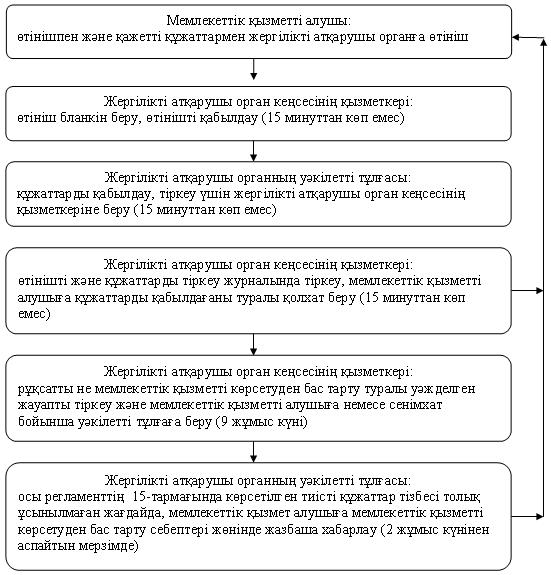 Мемлекеттік қызметті алушы:
өтінішпен және қажетті құжаттармен жергілікті атқарушы органға өтініш
Жергілікті атқарушы орган кеңсесінің қызметкері:
өтініш бланкін беру, өтінішті қабылдау (15 минуттан көп емес)
Жергілікті атқарушы органның уәкілетті тұлғасы:
құжаттарды қабылдау, тіркеу үшін жергілікті атқарушы орган кеңсесінің
қызметкеріне беру (15 минуттан көп емес)
Жергілікті атқарушы орган кеңсесінің қызметкері:
өтінішті және құжаттарды тіркеу журналында тіркеу, мемлекеттік қызметті
алушыға құжаттарды қабылдағаны туралы қолхат беру (15 минуттан көп
емес)
Жергілікті атқарушы орган кеңсесінің қызметкері:
рұқсатты не мемлекеттік қызметті көрсетуден бас тарту туралы уәжделген
жауапты тіркеу және мемлекеттік қызметті алушыға немесе сенімхат
бойынша уәкілетті тұлғаға беру (9 жұмыс күні)
Жергілікті атқарушы органның уәкілетті тұлғасы:
осы регламенттің 15-тармағында көрсетілген тиісті құжаттар тізбесі толық
ұсынылмаған жағдайда, мемлекеттік қызмет алушыға мемлекеттік қызметті
көрсетуден бас тарту себептері жөнінде жазбаша хабарлау (2 жұмыс күнінен
аспайтын мерзімде)